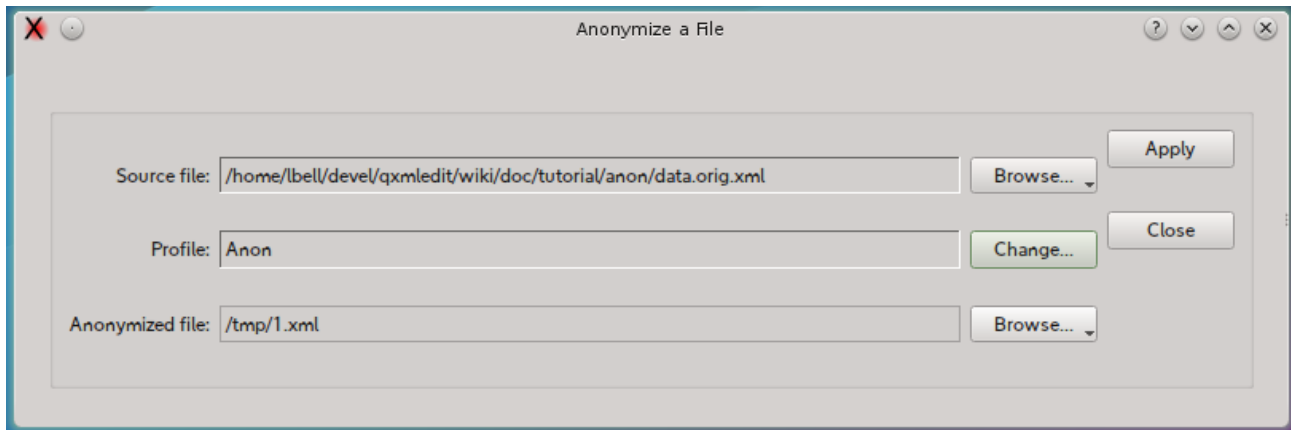 Anonymize a File
Source file: /home/lbell/devel/qxmledit/wiki/doc/tutorial/anon/data.orig.xml Browse... Apply
Profile: Anon Change... Close
Anonymized file: /tmp/1.xml Browse...